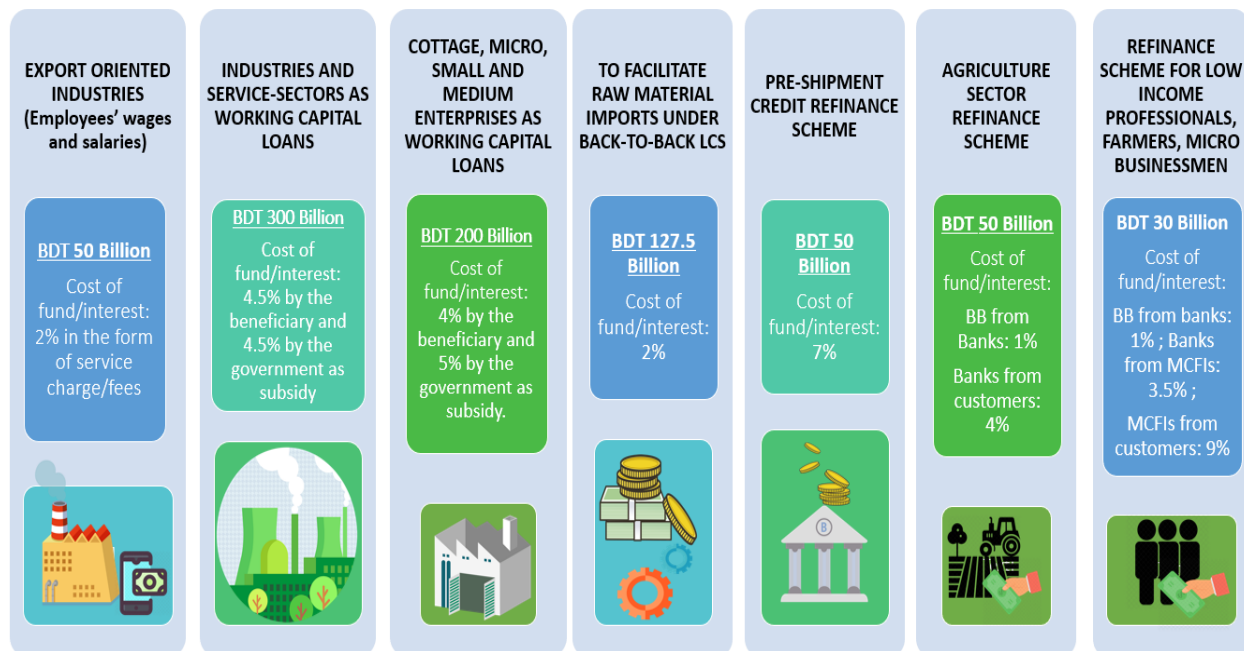 EXPORT ORIENTED
INDUSTRIES
(Employees’ wages
and salaries)
BDT 50 Billion
Cost of
fund/interest:
2% in the form
of service
charge/fees
INDUSTRIES AND
SERVICE-SECTORS AS
WORKING CAPITAL
LOANS
BDT 300 Billion
Cost of
fund/interest:
4.5% by the
beneficiary and
4.5% by the
government as
subsidy
COTTAGE, MICRO,
SMALL AND
MEDIUM
ENTERPRISES AS
WORKING CAPITAL
LOANS
BDT 200 Billion
Cost of
fund/interest:
4% by the
beneficiary and
5% by the
government as
subsidy.
TO FACILITATE
RAW MATERIAL
IMPORTS UNDER
BACK-TO-BACK LCS
BDT 127.5
Billion
Cost of
fund/interest:
2%
PRE-SHIPMENT
CREDIT REFINANCE
SCHEME
BDT 50
Billion
Cost of
fund/interest:
7%
B
AGRICULTURE
SECTOR
REFINANCE
SCHEME
BDT 50 Billion
Cost of
fund/interest:
BB from
Banks: 1%
Banks from
customers:
4%
REFINANCE
SCHEME FOR LOW
INCOME
PROFESSIONALS,
FARMERS, MICRO
BUSINESSMEN
BDT 30 Billion
Cost of
fund/interest:
BB from banks:
1% ; Banks
from MCFIs:
3.5% ;
MCFIs from
customers: 9%